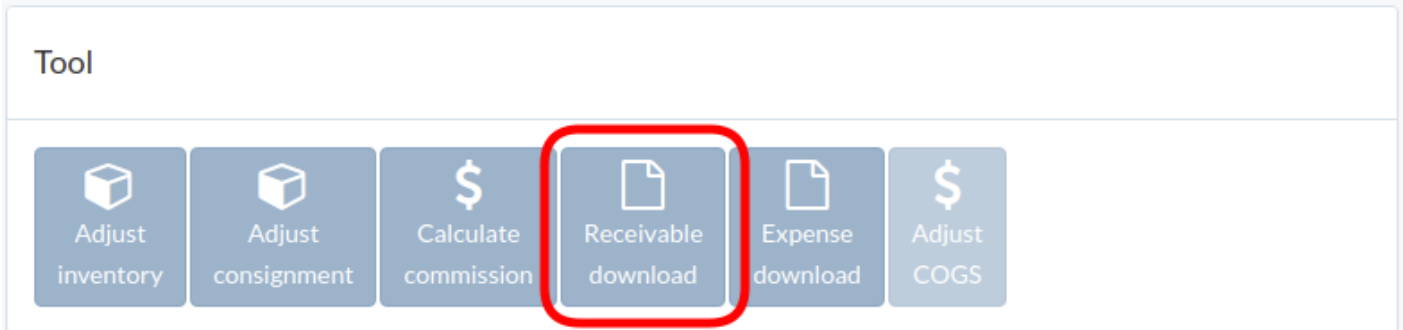 Tool
Adjust
inventory
Adjust
consignment
$
Calculate
commission
Receivable
download
Expense
download
$
Adjust
COGS